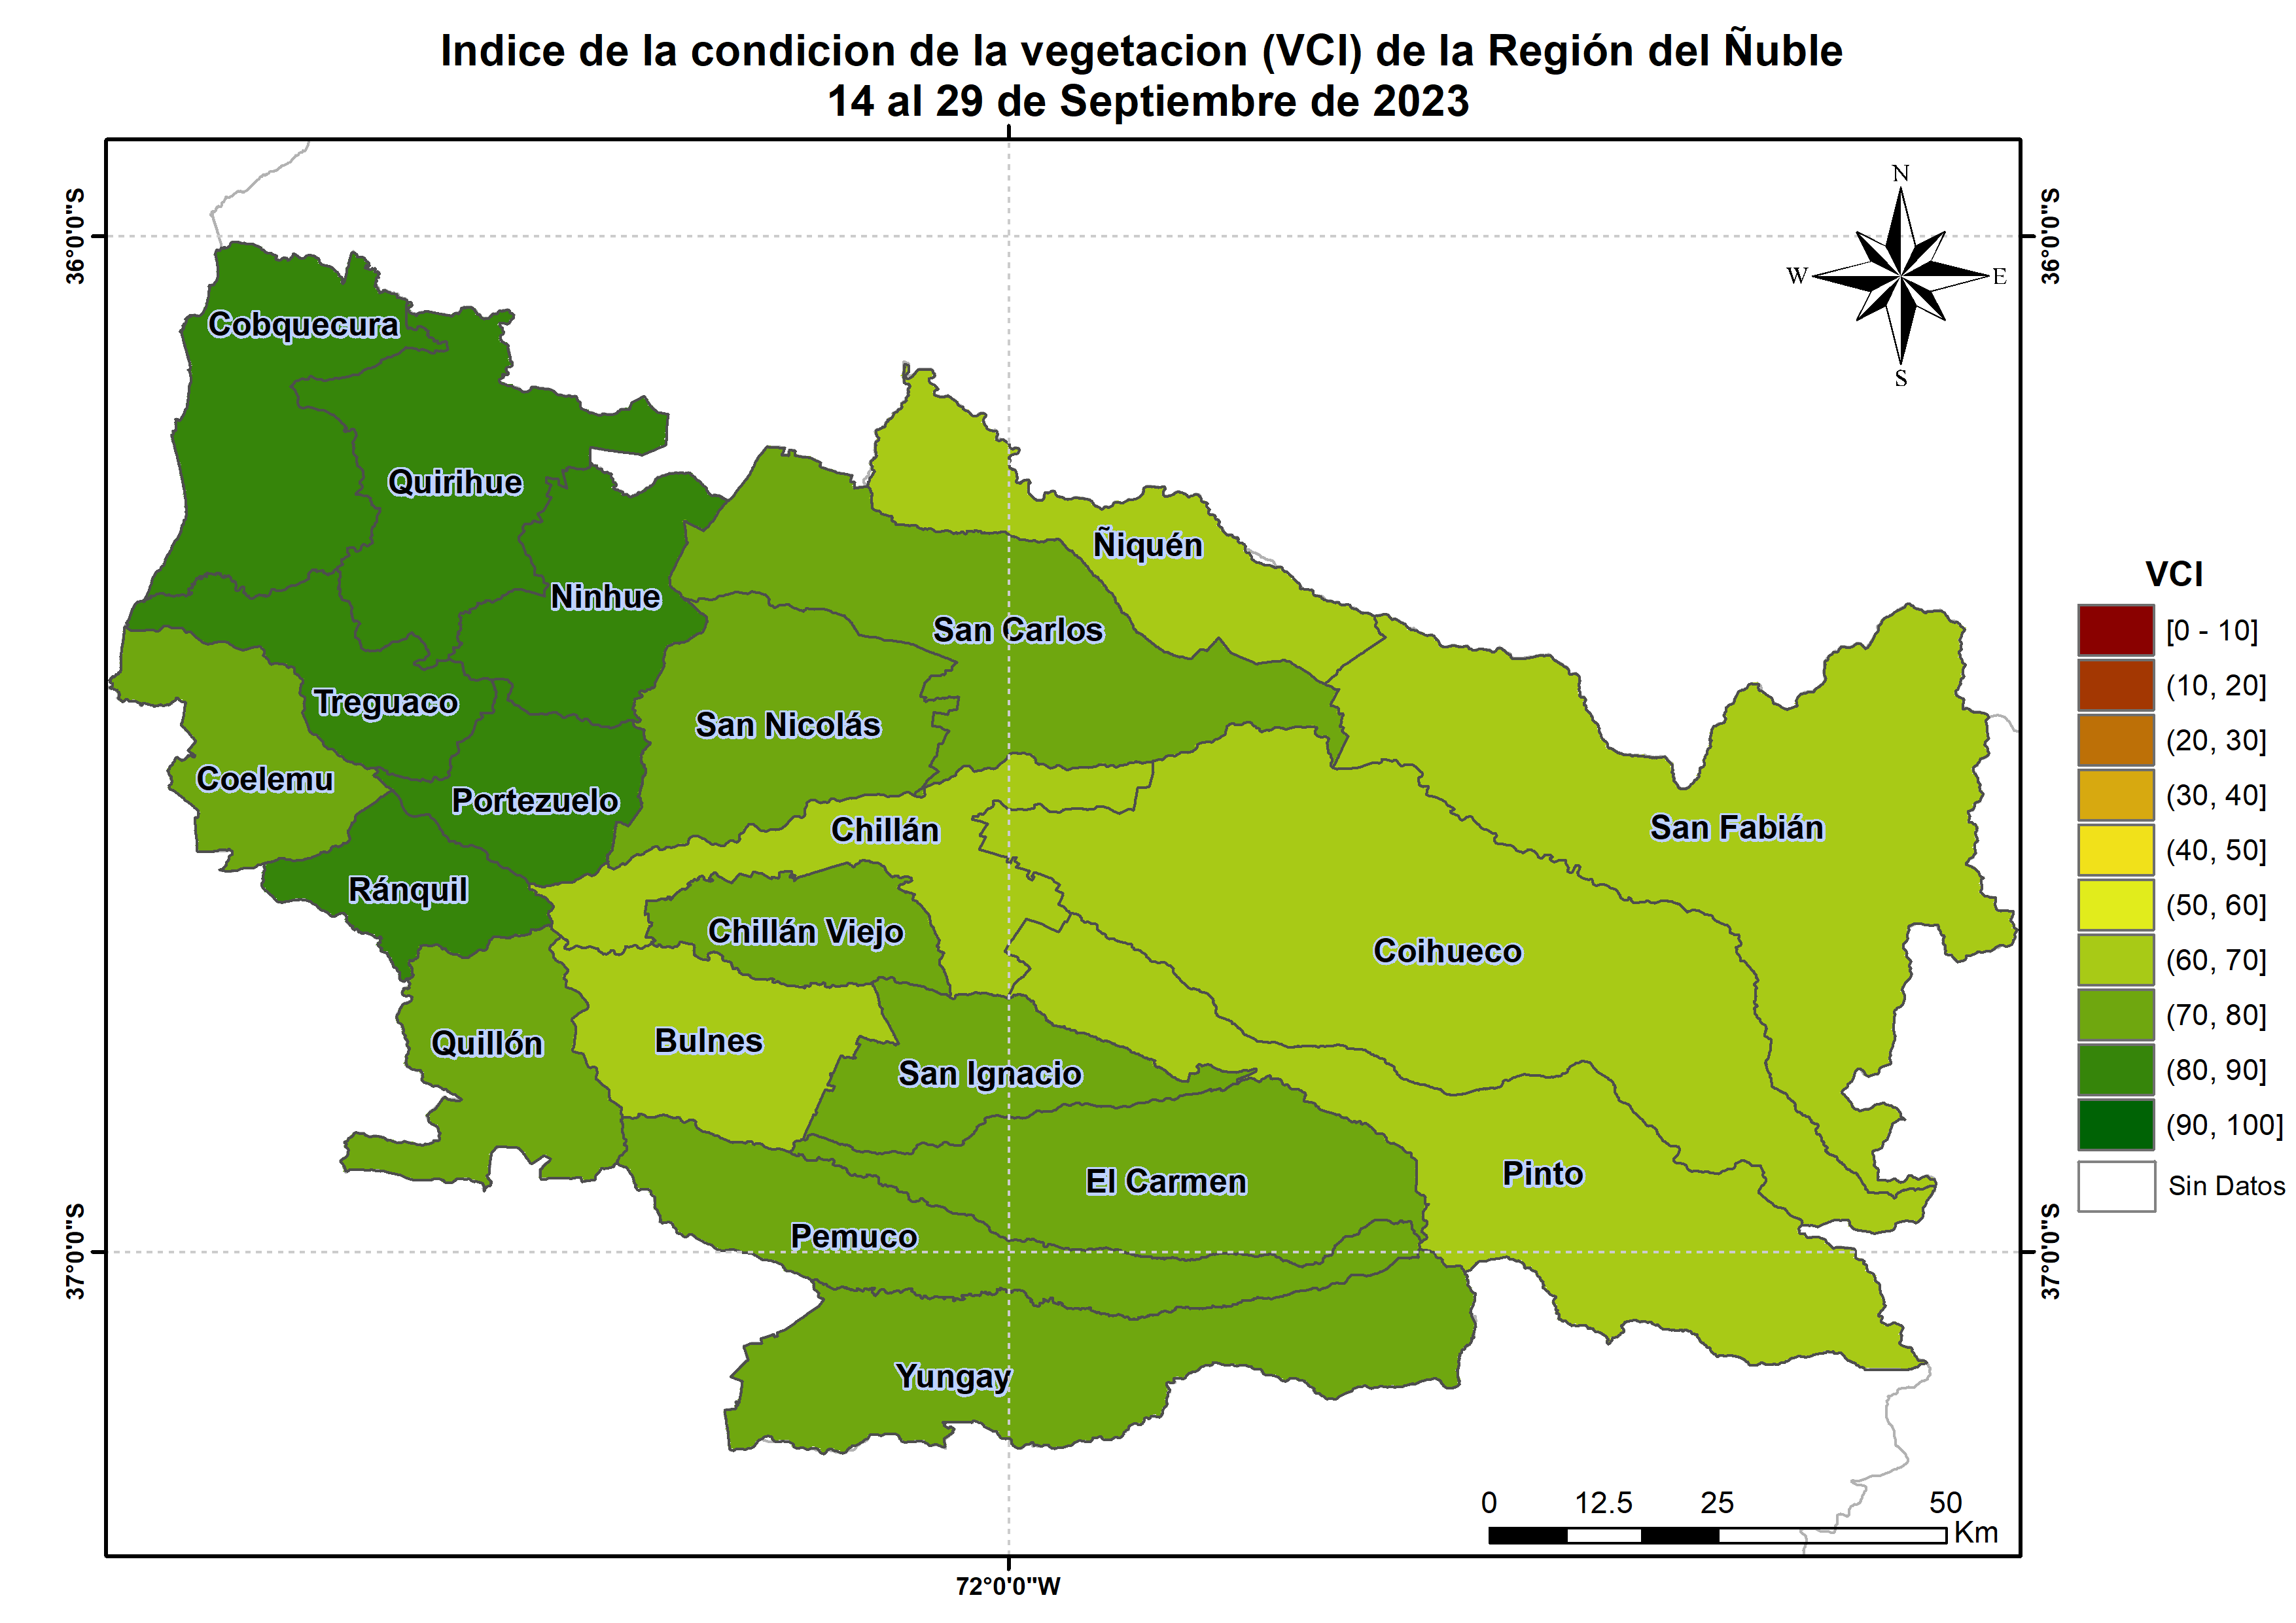 Indice de la condicion de la vegetacion (VCI) de la Región del Ñuble
14 al 29 de Septiembre de 2023
36°0'0"S
36°0'0"S
N
W
E
S
Cobquecura
Quirihue
Ñiquén
Ninhue
San Carlos
Treguaco
San Nicolás
Coelemu
Portezuelo
Chillán
San Fabián
Ránquil
Chillán Viejo
Coihueco
Quillón
Bulnes
San Ignacio
El Carmen
Pinto
Pemuco
Yungay
37°0'0"S
37°0'0"S
72°0'0"W
0
12.5
25
50
Km
VCI
[0 - 10]
(10, 20]
(20, 30]
(30, 40]
(40, 50]
(50, 60]
(60, 70]
(70, 80]
(80, 90]
(90, 100]
Sin Datos